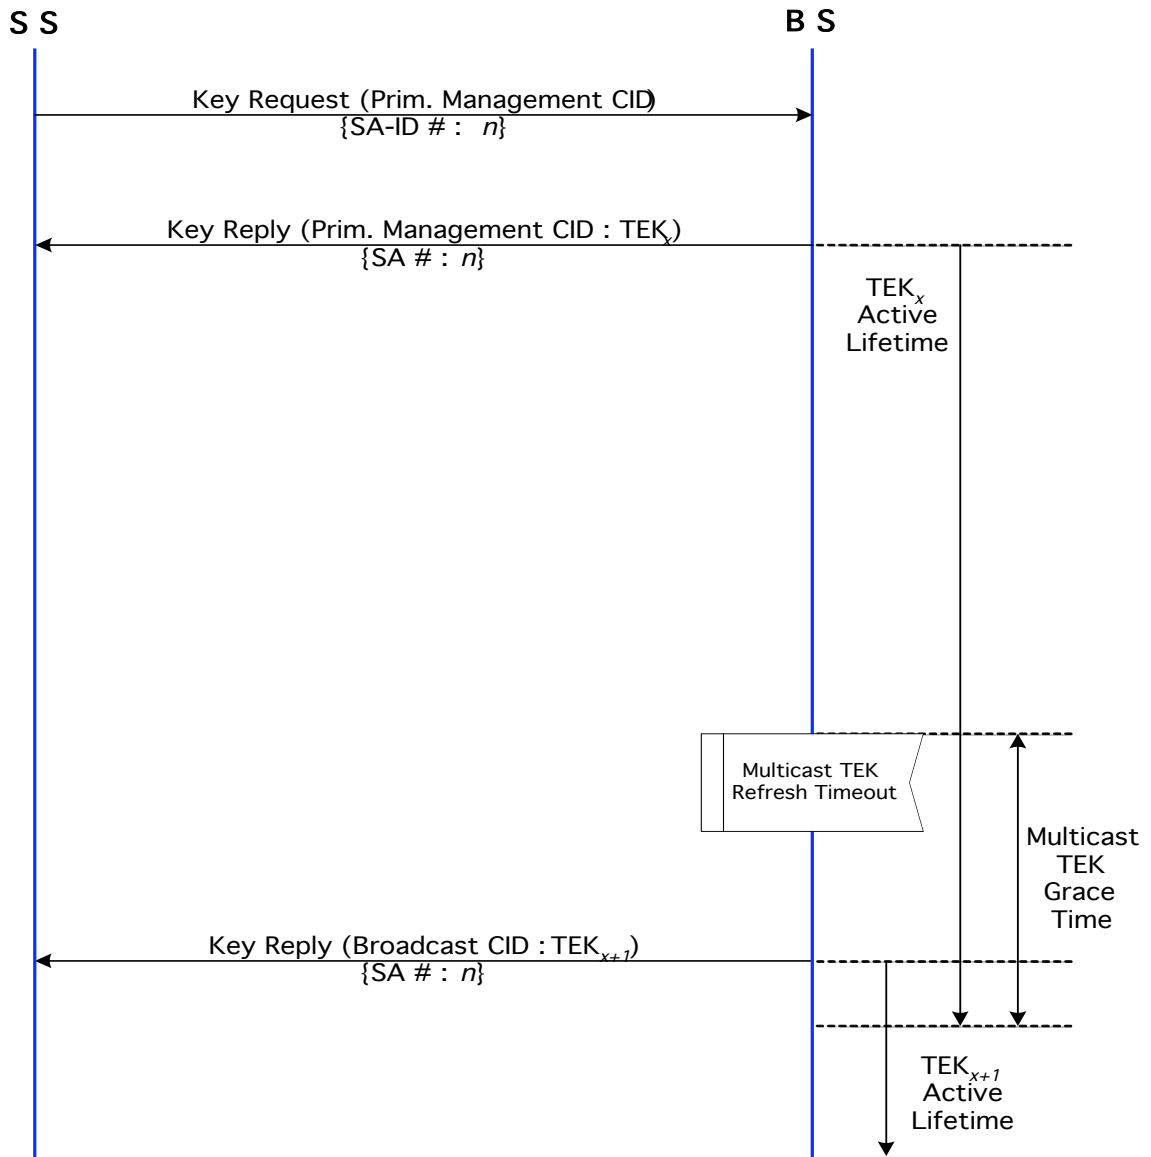 S S
B S
Key Request (Prim. Management CID)
{SA-ID # : n}
Key Reply (Prim. Management CID : TEKx)
{SA # : n}
TEKx
Active
Lifetime
Multicast TEK
Refresh Timeout
Multicast
TEK
Grace
Time
Key Reply (Broadcast CID : TEKx+1)
{SA # : n}
TEKx+1
Active
Lifetime